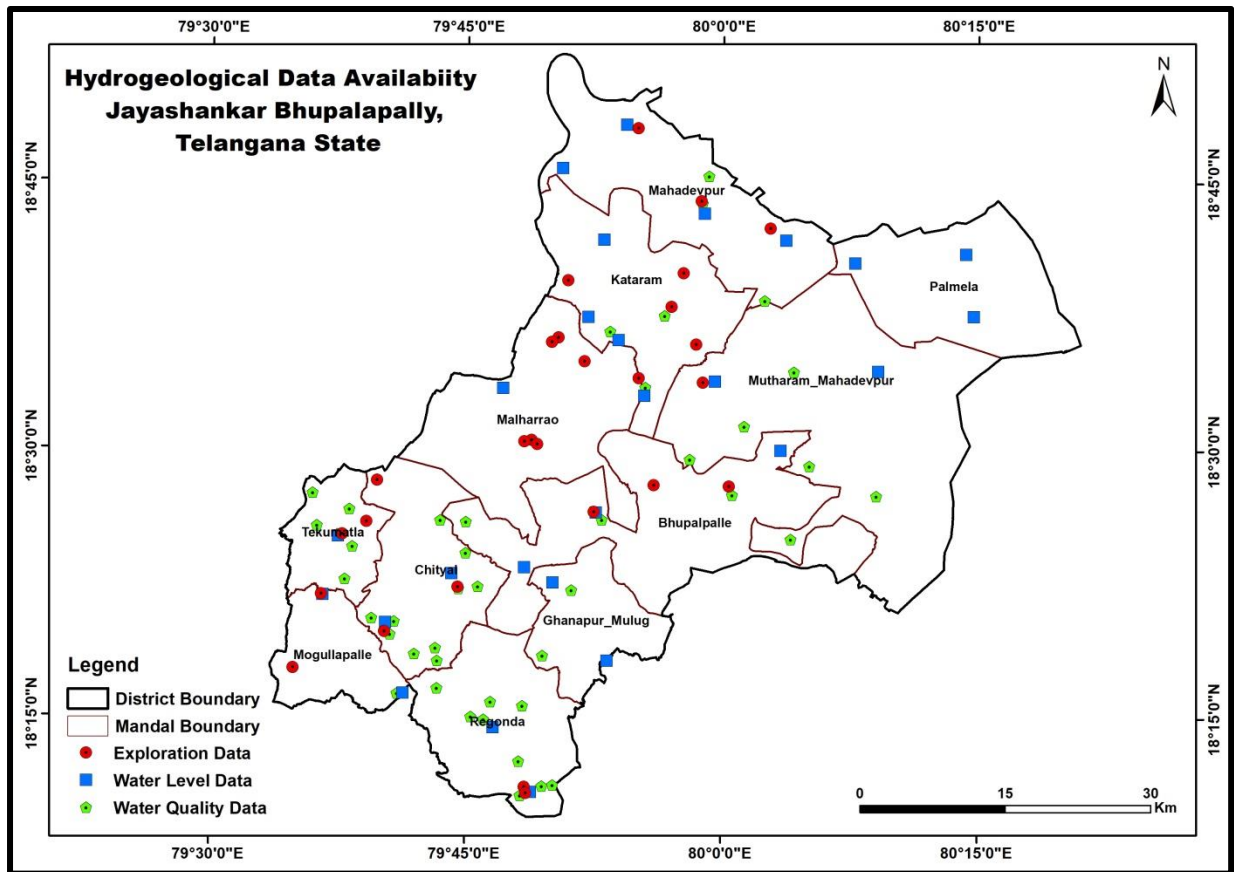 79°30'0"E 79°45'0"E 80°0'0"E 80°15'0"E
Hydrogeological Data Availabiity
Jayashankar Bhupalapally,
Telangana State
N
18°45'0"N
18°45'0"N
Mahadevpur
Kataram
Palmela
Mutharam_Mahadevpur
Malharrao
18°30'0"N
18°30'0"N
Bhupalpalle
Tekumatla
Chityal
Ghanapur_Mulug
Mogullapalle
Regonda
18°15'0"N
18°15'0"N
Legend
District Boundary
Mandal Boundary
Exploration Data
Water Level Data
Water Quality Data
0 15 30
Km
79°30'0"E 79°45'0"E 80°0'0"E 80°15'0"E